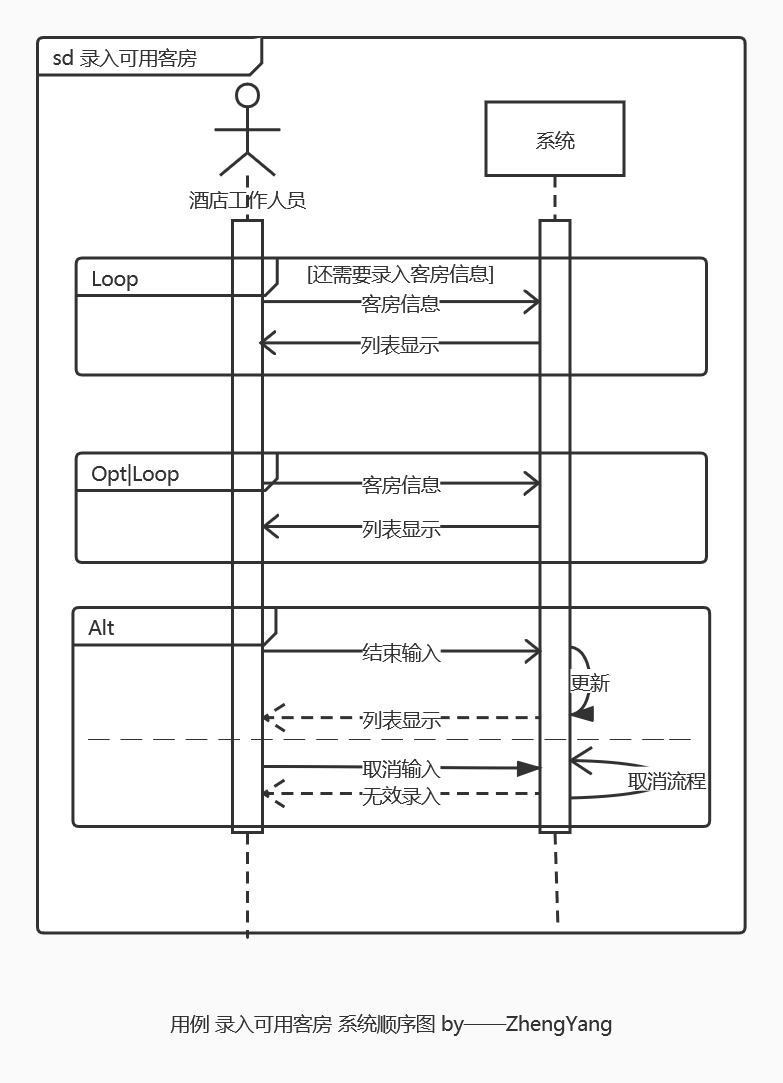 sd 录入可用客房
系统
酒店工作人员
Loop
[还需要录入客房信息]
客房信息
列表显示
Opt|Loop
客房信息
列表显示
Alt
结束输入
更新
列表显示
取消输入
取消流程
无效录入
用例 录入可用客房 系统顺序图 by——ZhengYang